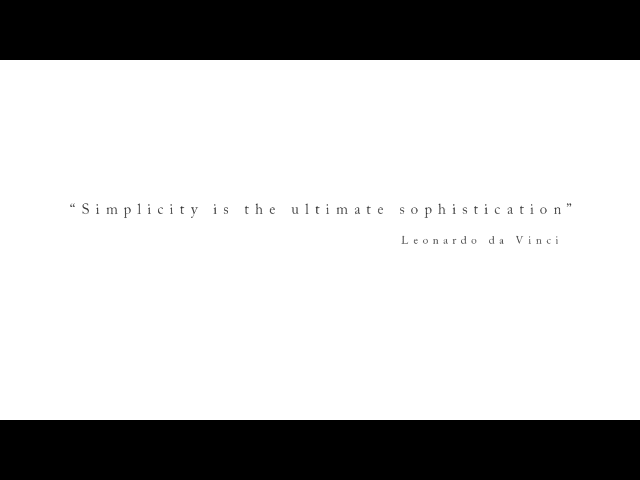 “Simplicity is the ultimate sophistication”
Leonardo da Vinci